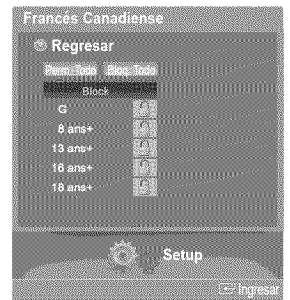 Francés Canadiense
Regresar
Perm. Todo Bloq. Todo
Block
G
8 ans+
13 ans+
16 ans+
18 ans+
Setup
Ingresar